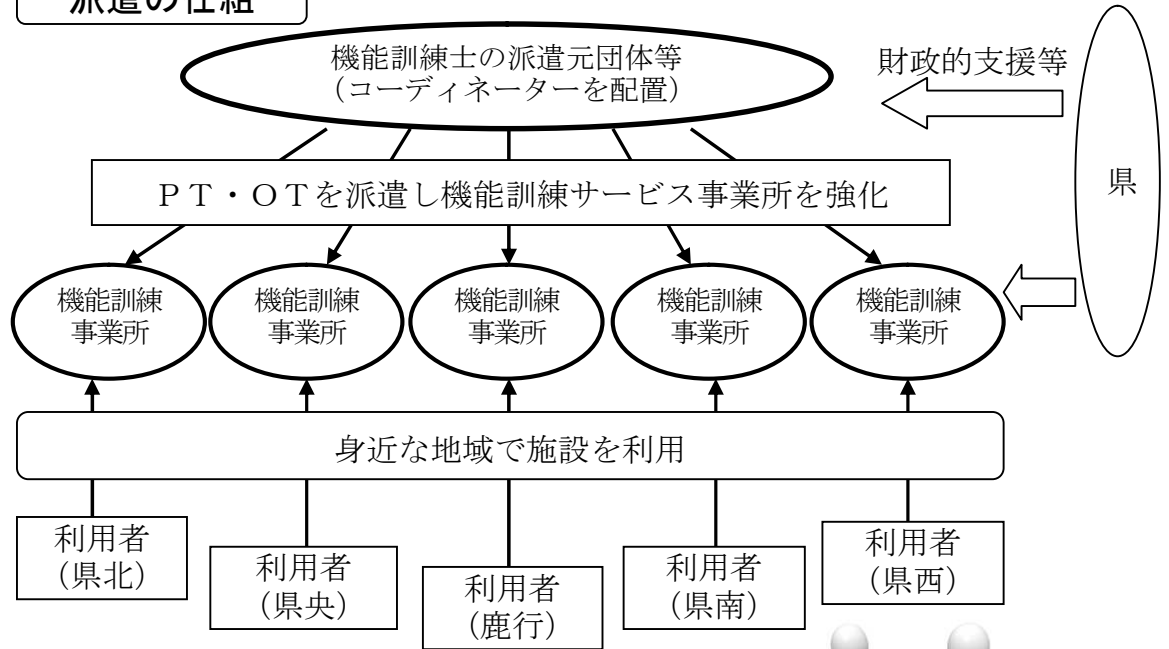 派遣の仕組
機能訓練士の派遣元団体等
（コーディネーターを配置）
財政的支援等
県
ＰＴ・ＯＴを派遣し機能訓練サービス事業所を強化
機能訓練
事業所
機能訓練
事業所
機能訓練
事業所
機能訓練
事業所
機能訓練
事業所
身近な地域で施設を利用
利用者
（県北）
利用者
（県央）
利用者
（鹿行）
利用者
（県南）
利用者
（県西）